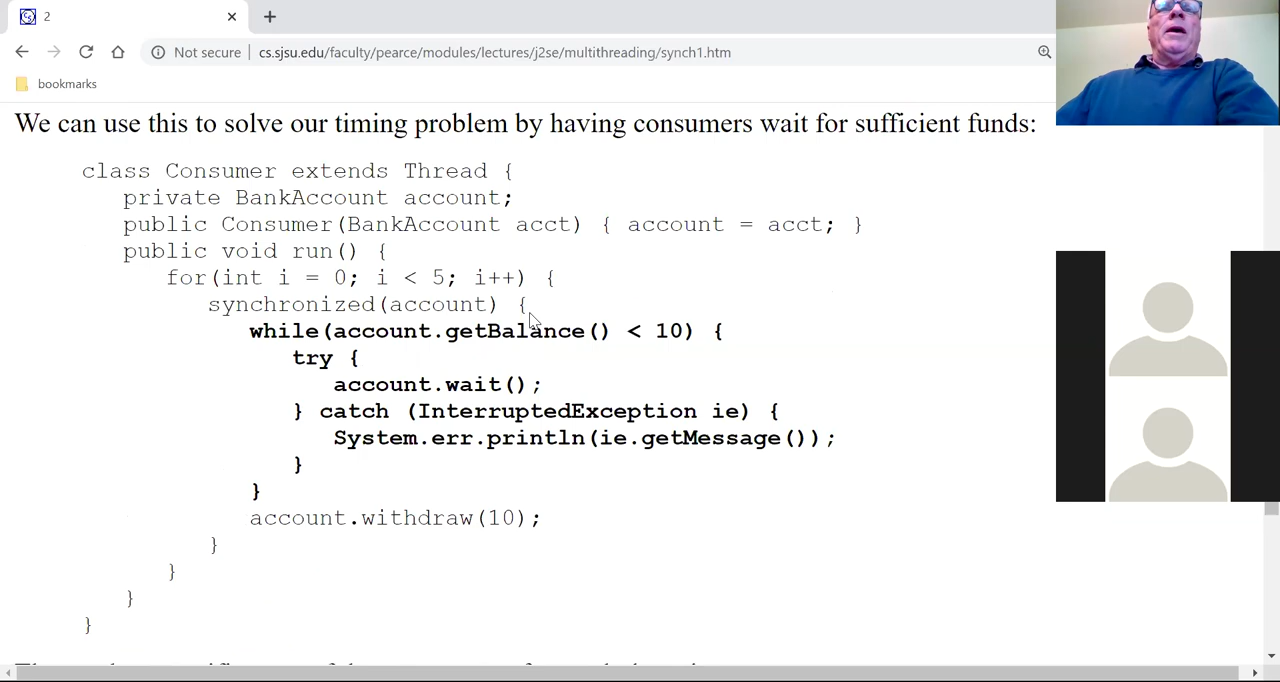 2
Not secure cs.sjsu.edu/faculty/pearce/modules/lectures/j2se/multithreading/synch1.htm
bookmarks
We can use this to solve our timing problem by having consumers wait for sufficient funds:
class Consumer extends Thread {
private BankAccount account;
public Consumer(BankAccount acct) { account = acct; }
public void run() {
for(int i = 0; i < 5; i++) {
synchronized(account) {
while(account.getBalance() < 10) {
try {
account.wait();
} catch (InterruptedException ie) {
System.err.println(ie.getMessage());
}
}
account.withdraw(10);
}
}
}
}